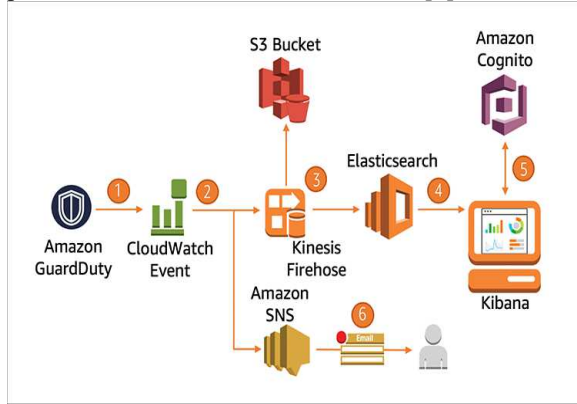 S3 Bucket
Amazon
Cognito
1
2
3
Elasticsearch
4
5
Amazon
GuardDuty
CloudWatch
Event
Kinesis
Firehose
Kibana
Amazon
SNS
6
Email